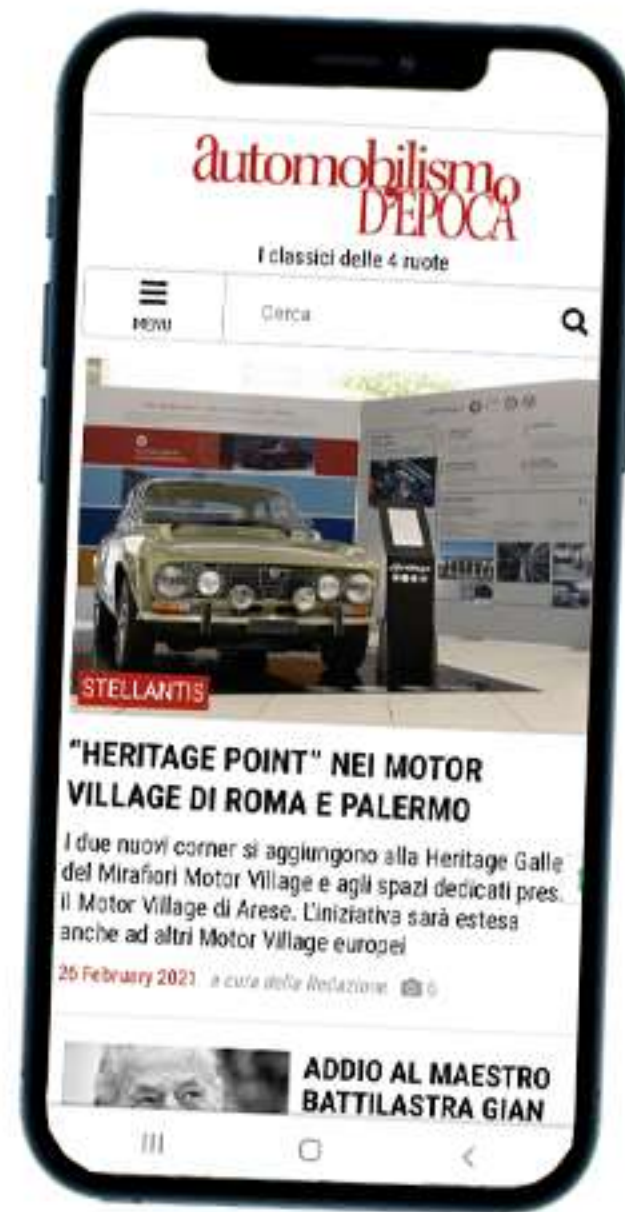 automobilismo
D'EPOCA
I classici delle 4 ruote
MENU
Cerca
STELLANTIS
"HERITAGE POINT" NEI MOTOR
VILLAGE DI ROMA E PALERMO
I due nuovi corner si aggiungono alla Heritage Galle
del Mirafiori Motor Village e agli spazi dedicati pres
il Motor Village di Arese. L'iniziativa sarà estesa
anche ad altri Motor Village europei
26 February 2021 a cura della Redazione 6
ADDIO AL MAESTRO
BATTILASTRA GIAN